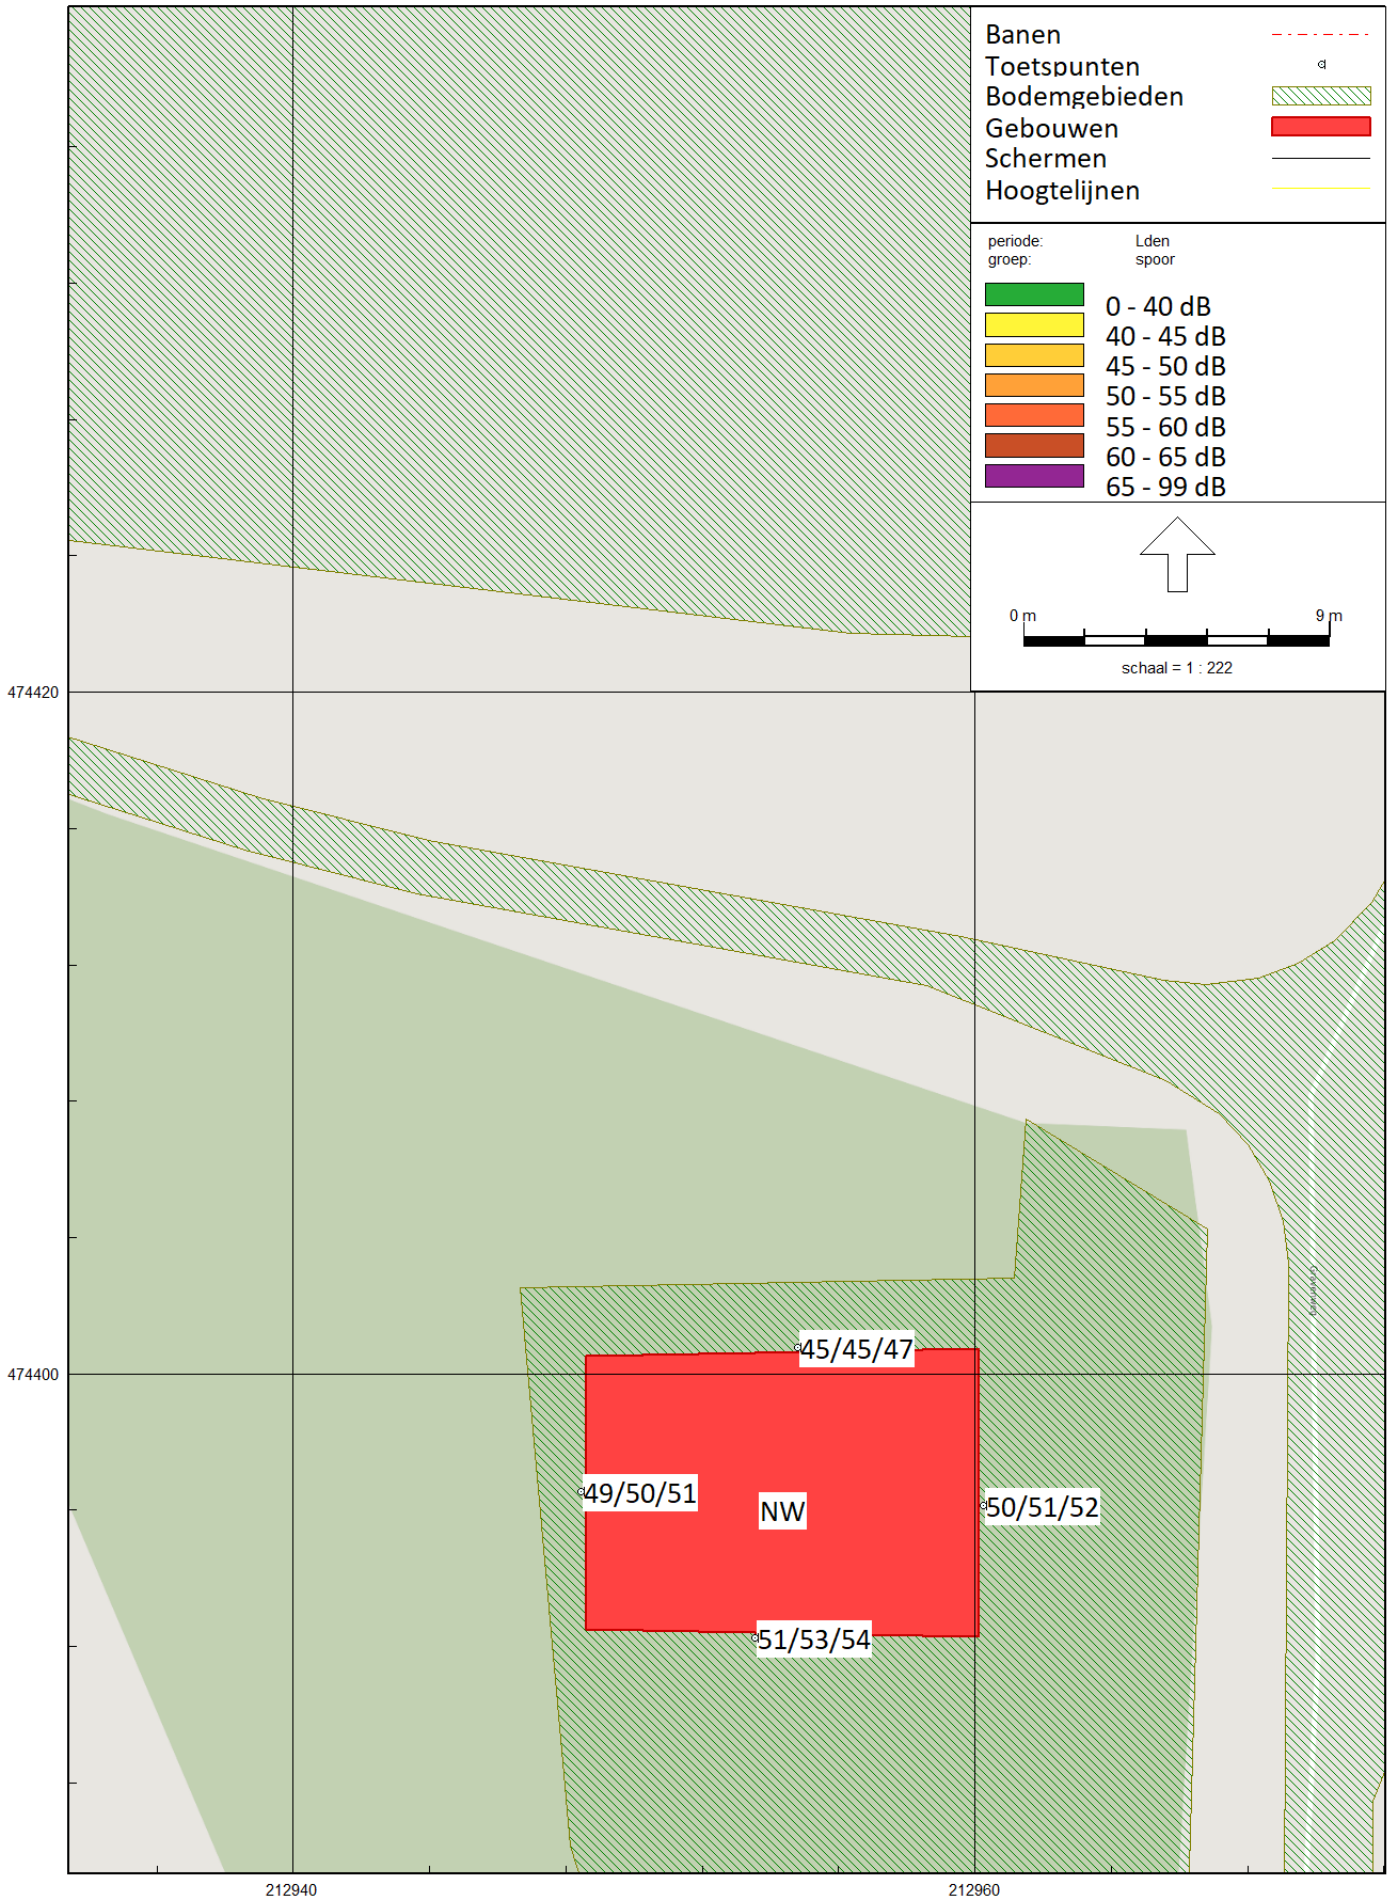 Banen
Toetspunten
Bodemgebieden
Gebouwen
Schermen
Hoogtelijnen
periode: Lden
groep: spoor
0 - 40 dB
40 - 45 dB
45 - 50 dB
50 - 55 dB
55 - 60 dB
60 - 65 dB
65 - 99 dB
0 m 9 m
schaal = 1 : 222
474420
Gravenweg
45/45/47
474400
49/50/51
NW
50/51/52
51/53/54
212940 212960